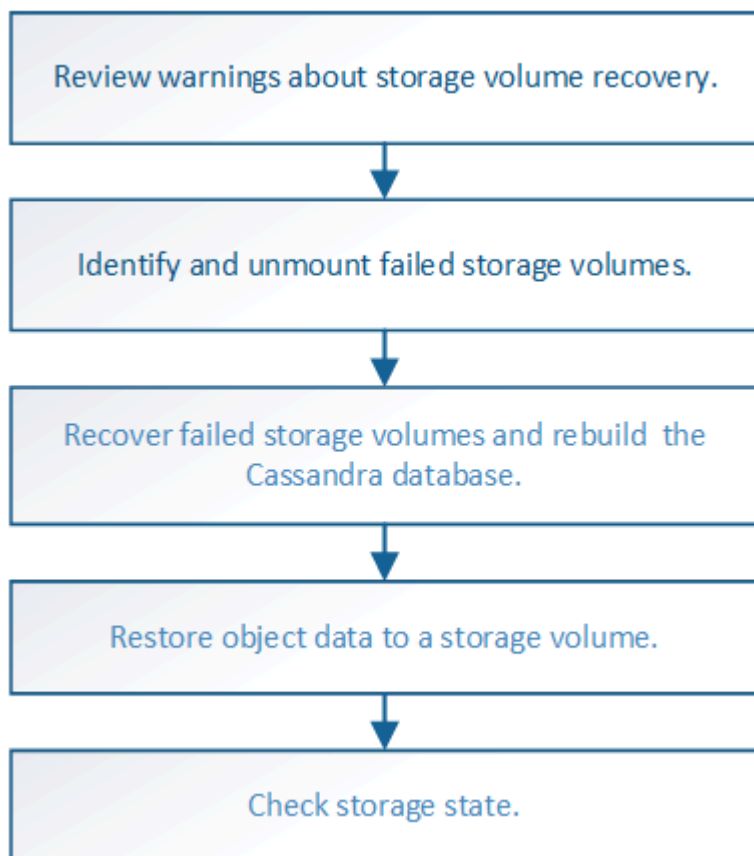 Review warnings about storage volume recovery.
Identify and unmount failed storage volumes.
Recover failed storage volumes and rebuild the
Cassandra database.
Restore object data to a storage volume.
Check storage state.